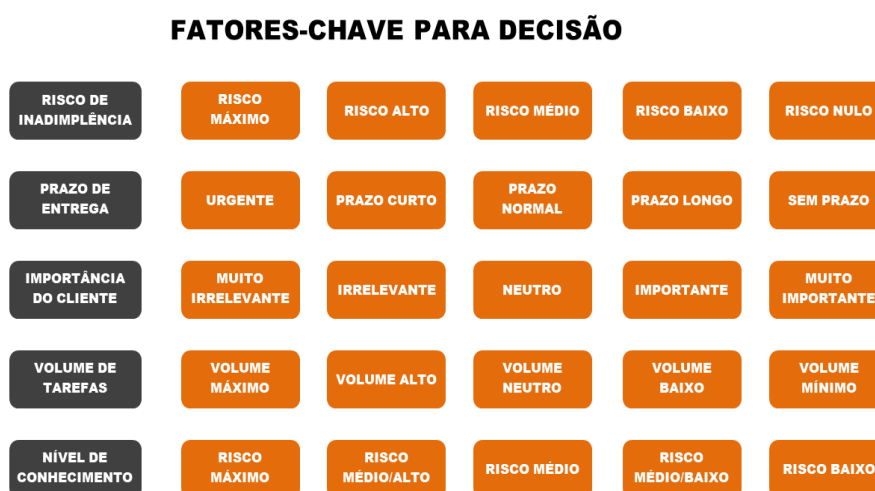 FATORES-CHAVE PARA DECISÃO
RISCO DE
INADIMPLÊNCIA
RISCO
MÁXIMO
RISCO ALTO
RISCO MÉDIO
RISCO BAIXO
RISCO NULO
PRAZO DE
ENTREGA
URGENTE
PRAZO CURTO
PRAZO
NORMAL
PRAZO LONGO
SEM PRAZO
IMPORTÂNCIA
DO CLIENTE
MUITO
IRRELEVANTE
IRRELEVANTE
NEUTRO
IMPORTANTE
MUITO
IMPORTANTE
VOLUME DE
TAREFAS
VOLUME
MÁXIMO
VOLUME ALTO
VOLUME
NEUTRO
VOLUME
BAIXO
VOLUME
MÍNIMO
NÍVEL DE
CONHECIMENTO
RISCO
MÁXIMO
RISCO
MÉDIO/ALTO
RISCO MÉDIO
RISCO
MÉDIO/BAIXO
RISCO BAIXO